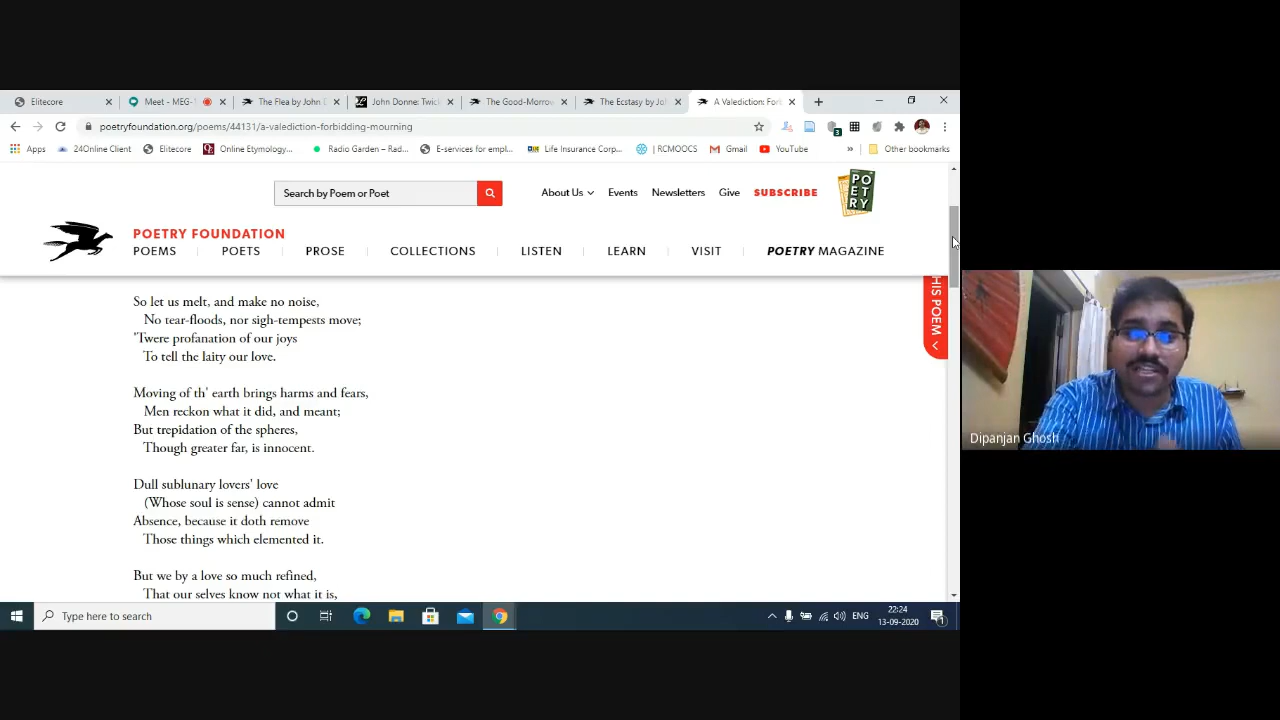 Elitecore
Meet - MEG-
The Flea by John D
John Donne: Twick
The Good-Morrow
The Ecstasy by Jo
A Valediction: Forb
poetryfoundation.org/poems/44131/a-valediction-forbidding-mourning
3
Apps
24Online Client
Elitecore
Online Etymology...
Radio Garden – Rad...
E-services for empl...
Life Insurance Corp...
| RCMOOCS
Gmail
YouTube
»
Other bookmarks
Search by Poem or Poet
About Us
Events
Newsletters
Give
SUBSCRIBE
PO
ET
RY
POETRY FOUNDATION
POEMS
POETS
PROSE
COLLECTIONS
LISTEN
LEARN
VISIT
POETRY MAGAZINE
HIS POEM
So let us melt, and make no noise,
No tear-floods, nor sigh-tempests move;
'Twere profanation of our joys
To tell the laity our love.
Moving of th' earth brings harms and fears,
Men reckon what it did, and meant;
But trepidation of the spheres,
Though greater far, is innocent.
Dull sublunary lovers' love
(Whose soul is sense) cannot admit
Absence, because it doth remove
Those things which elemented it.
But we by a love so much refined,
That our selves know not what it is,
Dipanjan Ghosh
Type here to search
ENG
22:24
13-09-2020
1